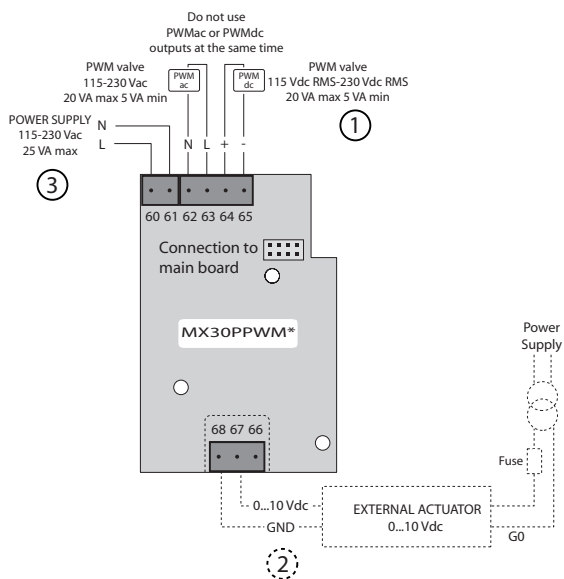 Do not use
PWMac or PWMdc
outputs at the same time
PWM valve
115-230 Vac
20 VA max 5 VA min
PWM
ac
PWM
dc
PWM valve
115 Vdc RMS-230 Vdc RMS
20 VA max 5 VA min
1
POWER SUPPLY
115-230 Vac
25 VA max
N
L
3
N L + -
60 61 62 63 64 65
Connection to
main board
MX30PPWM*
Power
Supply
68 67 66
Fuse
0...10 Vdc
GND
EXTERNAL ACTUATOR
0...10 Vdc
G0
2